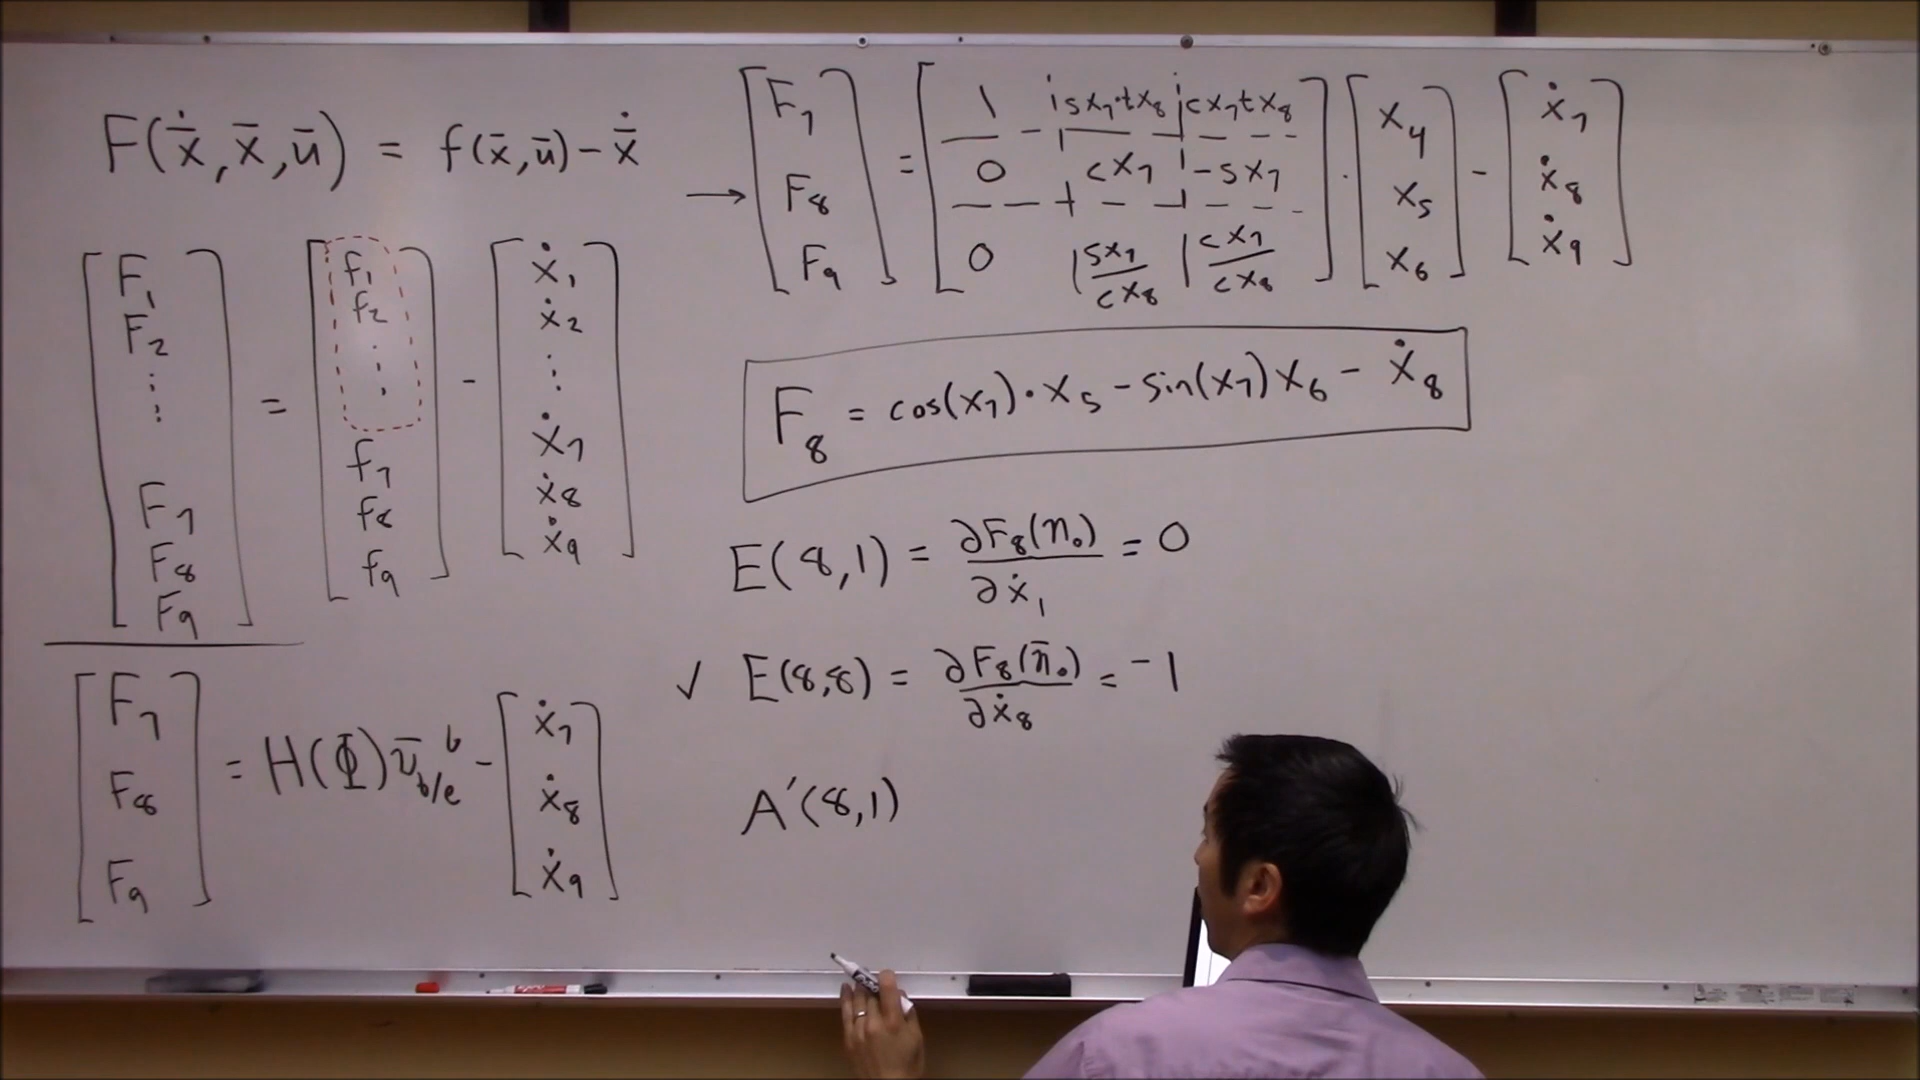 F(ẋ̄, x̄, ū) = f(x̄, ū) - ẋ̄
[F₁ F₂ ⋮ ⋮ F₇ F₈ F₉] = [f₁ f₂ ⋮ f₇ f₈ f₉] - [ẋ₁ ẋ₂ ⋮ ẋ₇ ẋ₈ ẋ₉]
[F₇ F₈ F₉] = H(Φ) ῡ_b/e^b - [ẋ₇ ẋ₈ ẋ₉]
→ [F₇ F₈ F₉] = [1 | sx₇·tx₈ | cx₇tx₈ ; 0 | cx₇ | -sx₇ ; 0 | sx₇/cx₈ | cx₇/cx₈] · [x₄ x₅ x₆] - [ẋ₇ ẋ₈ ẋ₉]
F₈ = cos(x₇)·x₅ - sin(x₇)x₆ - ẋ₈
E(8,1) = ∂F₈(η₀)/∂ẋ₁ = 0
✓ E(8,8) = ∂F₈(η̄₀)/∂ẋ₈ = -1
A′(8,1)